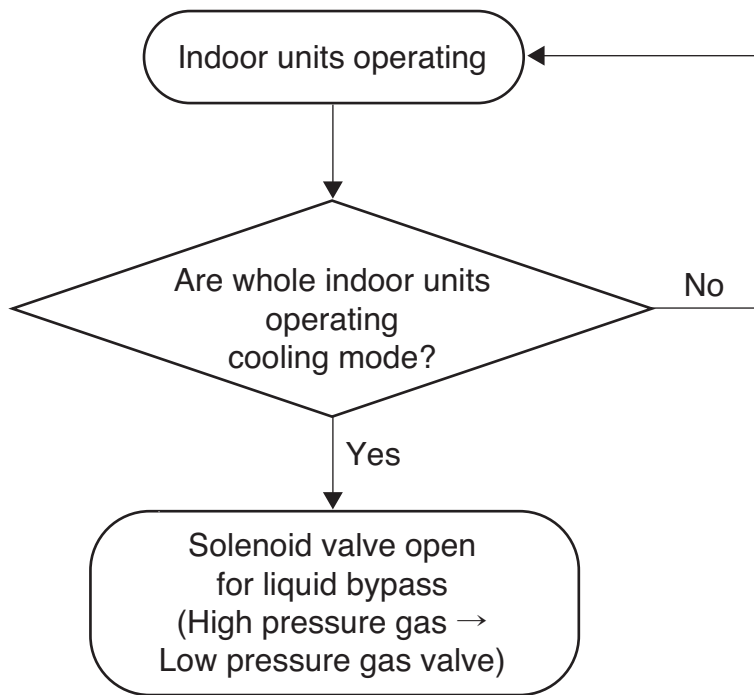 Indoor units operating
Are whole indoor units
operating
cooling mode?
No
Yes
Solenoid valve open
for liquid bypass
(High pressure gas →
Low pressure gas valve)